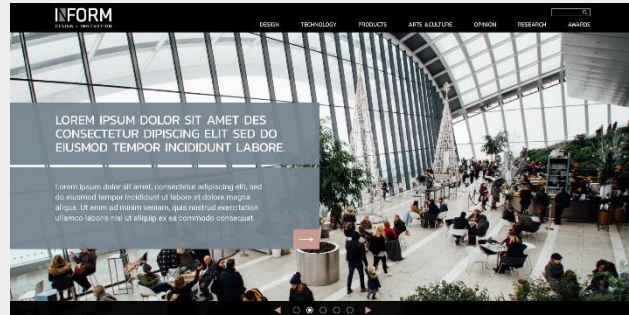 INFORM
DESIGN + INNOVATION
DESIGN TECHNOLOGY PRODUCTS ARTS &CULTURE OPINION RESEARCH AWARDS
LOREM IPSUM DOLOR SIT AMET DES
CONSECTETUR DIPISCING ELIT SED DO
EIUSMOD TEMPOR INCIDIDUNT LABORE.
Lorem ipsum dolor sit amet, consectetur adipiscing elit, sed
do eiusmod tempor incididunt ut labore et dolore magna
aliqua. Ut enim ad minim veniam, quis nostrud exercitation
ullamco laboris nisi ut aliquip ex ea commodo consequat.